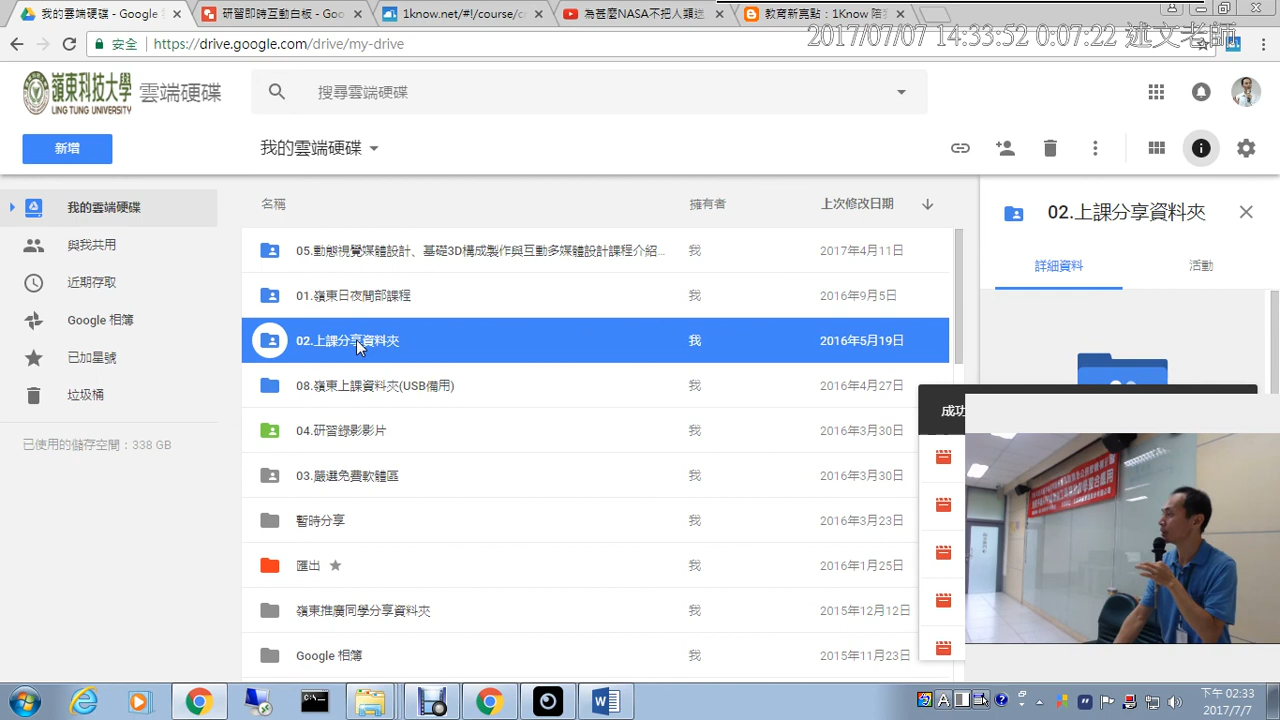 我的雲端硬碟 - Google
研習即時互動白板 - Goog
1know.net/#!/course/c
為甚麼NASA不把人類送
教育新亮點：1Know 陪
安全 https://drive.google.com/drive/my-drive
2017/07/07 14:33:52 0:07:22 述文老師
嶺東科技大學
LING TUNG UNIVERSITY
雲端硬碟
搜尋雲端硬碟
新增
我的雲端硬碟
我的雲端硬碟
與我共用
近期存取
Google 相簿
已加星號
垃圾桶
已使用的儲存空間：338 GB
名稱 擁有者 上次修改日期
05.動態視覺媒體設計、基礎3D構成製作與互動多媒體設計課程介紹... 我 2017年4月11日
01.嶺東日夜間部課程 我 2016年9月5日
02.上課分享資料夾 我 2016年5月19日
08.嶺東上課資料夾(USB備用) 我 2016年4月27日
04.研習錄影影片 我 2016年3月30日
03.嚴選免費軟體區 我 2016年3月30日
暫時分享 我 2016年3月23日
匯出 我 2016年1月25日
嶺東推廣同學分享資料夾 我 2015年12月12日
Google 相簿 我 2015年11月23日
02.上課分享資料夾
詳細資料 活動
成功
下午 02:33
2017/7/7